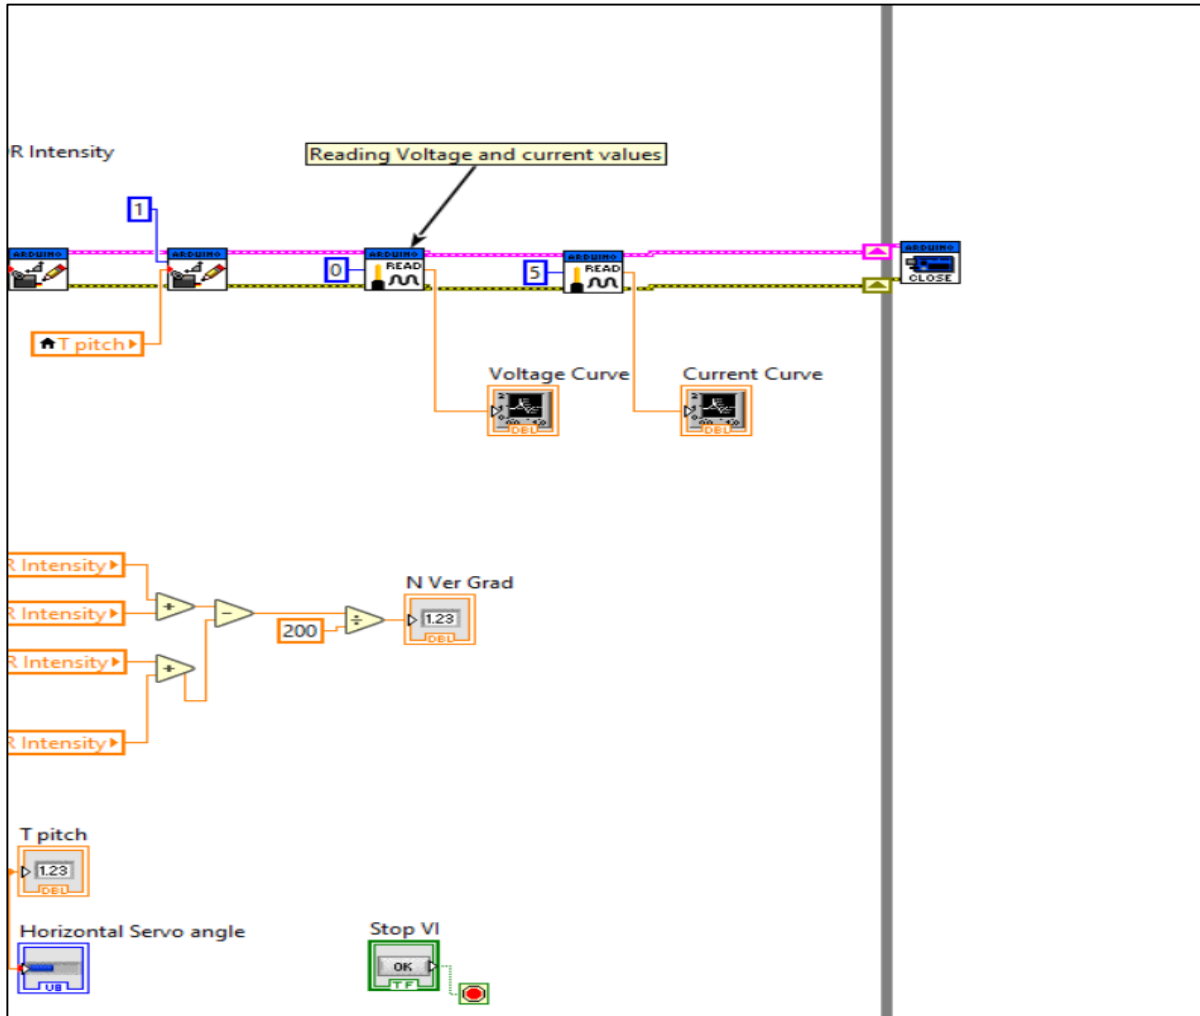 R Intensity
Reading Voltage and current values
1
ARDUINO
ARDUINO
ARDUINO
READ
ARDUINO
READ
ARDUINO
CLOSE
0
5
T pitch
Voltage Curve
Current Curve
DBL
DBL
R Intensity
R Intensity
R Intensity
R Intensity
+
-
÷
+
200
N Ver Grad
1.23
DBL
T pitch
1.23
DBL
Horizontal Servo angle
U8
Stop VI
OK
TF